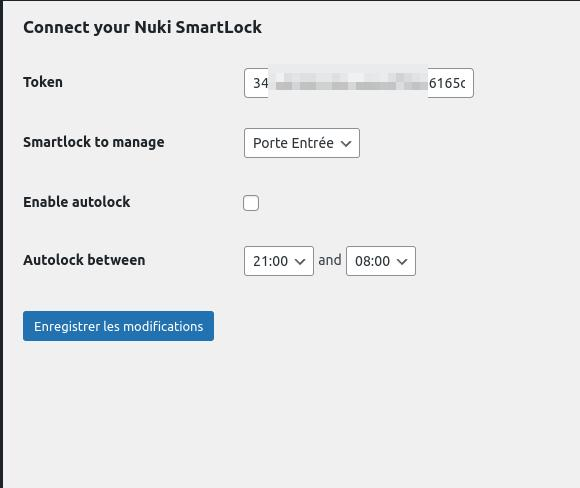 Connect your Nuki SmartLock
Token 34 6165c
Smartlock to manage Porte Entrée
Enable autolock
Autolock between 21:00 and 08:00
Enregistrer les modifications